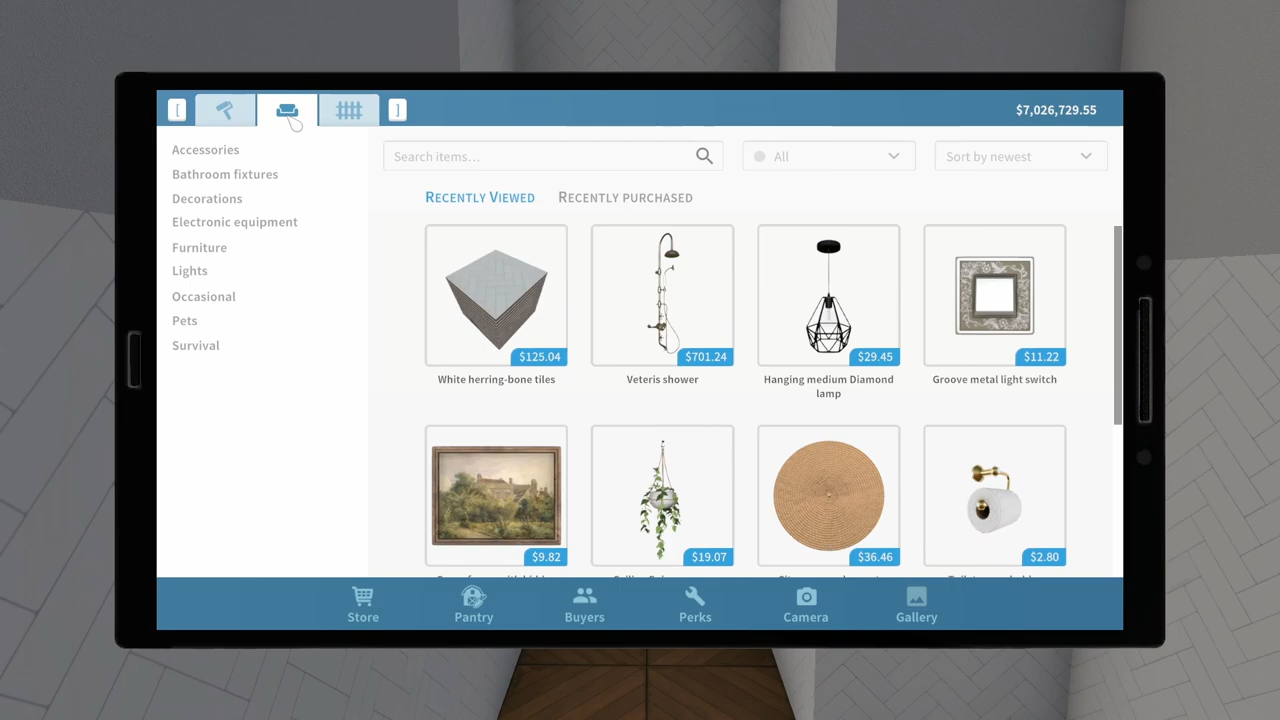 [
]
$7,026,729.55
Accessories
Bathroom fixtures
Decorations
Electronic equipment
Furniture
Lights
Occasional
Pets
Survival
Search items...
All
Sort by newest
RECENTLY VIEWED
RECENTLY PURCHASED
$125.04
$701.24
$29.45
$11.22
White herring-bone tiles
Veteris shower
Hanging medium Diamond
lamp
Groove metal light switch
$9.82
$19.07
$36.46
$2.80
Store
Pantry
Buyers
Perks
Camera
Gallery